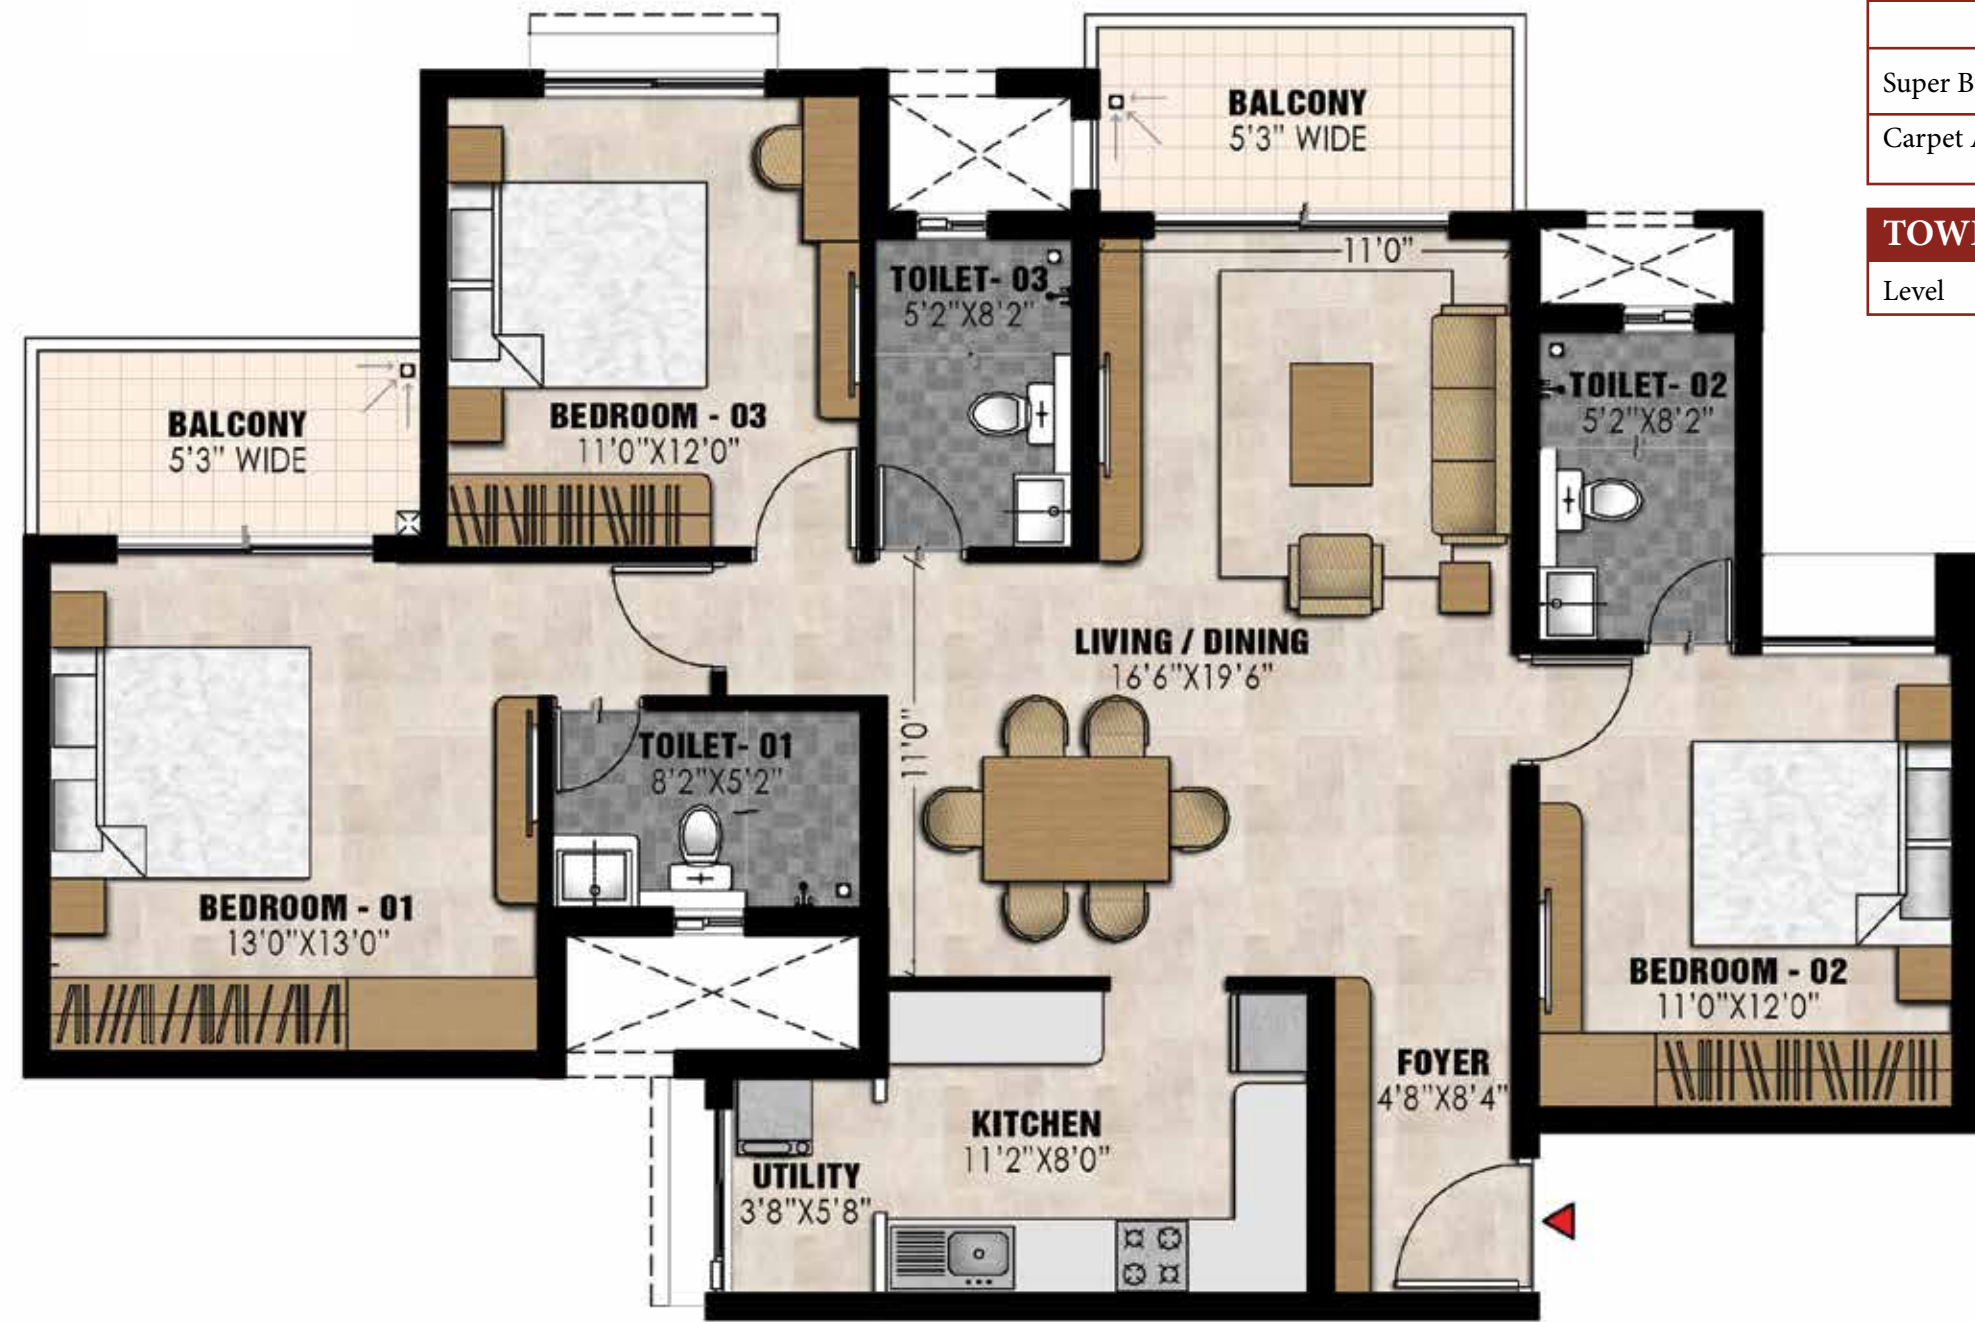 BALCONY
5'3" WIDE
Super B
Carpet
TOW
Level
11'0"
TOILET- 03
5'2"X8'2"
BEDROOM - 03
11'0"X12'0"
BALCONY
5'3" WIDE
TOILET- 02
5'2"X8'2"
LIVING / DINING
16'6"X19'6"
11'0"
TOILET- 01
8'2"X5'2"
BEDROOM - 01
13'0"X13'0"
BEDROOM - 02
11'0"X12'0"
FOYER
4'8"X8'4"
KITCHEN
11'2"X8'0"
UTILITY
3'8"X5'8"